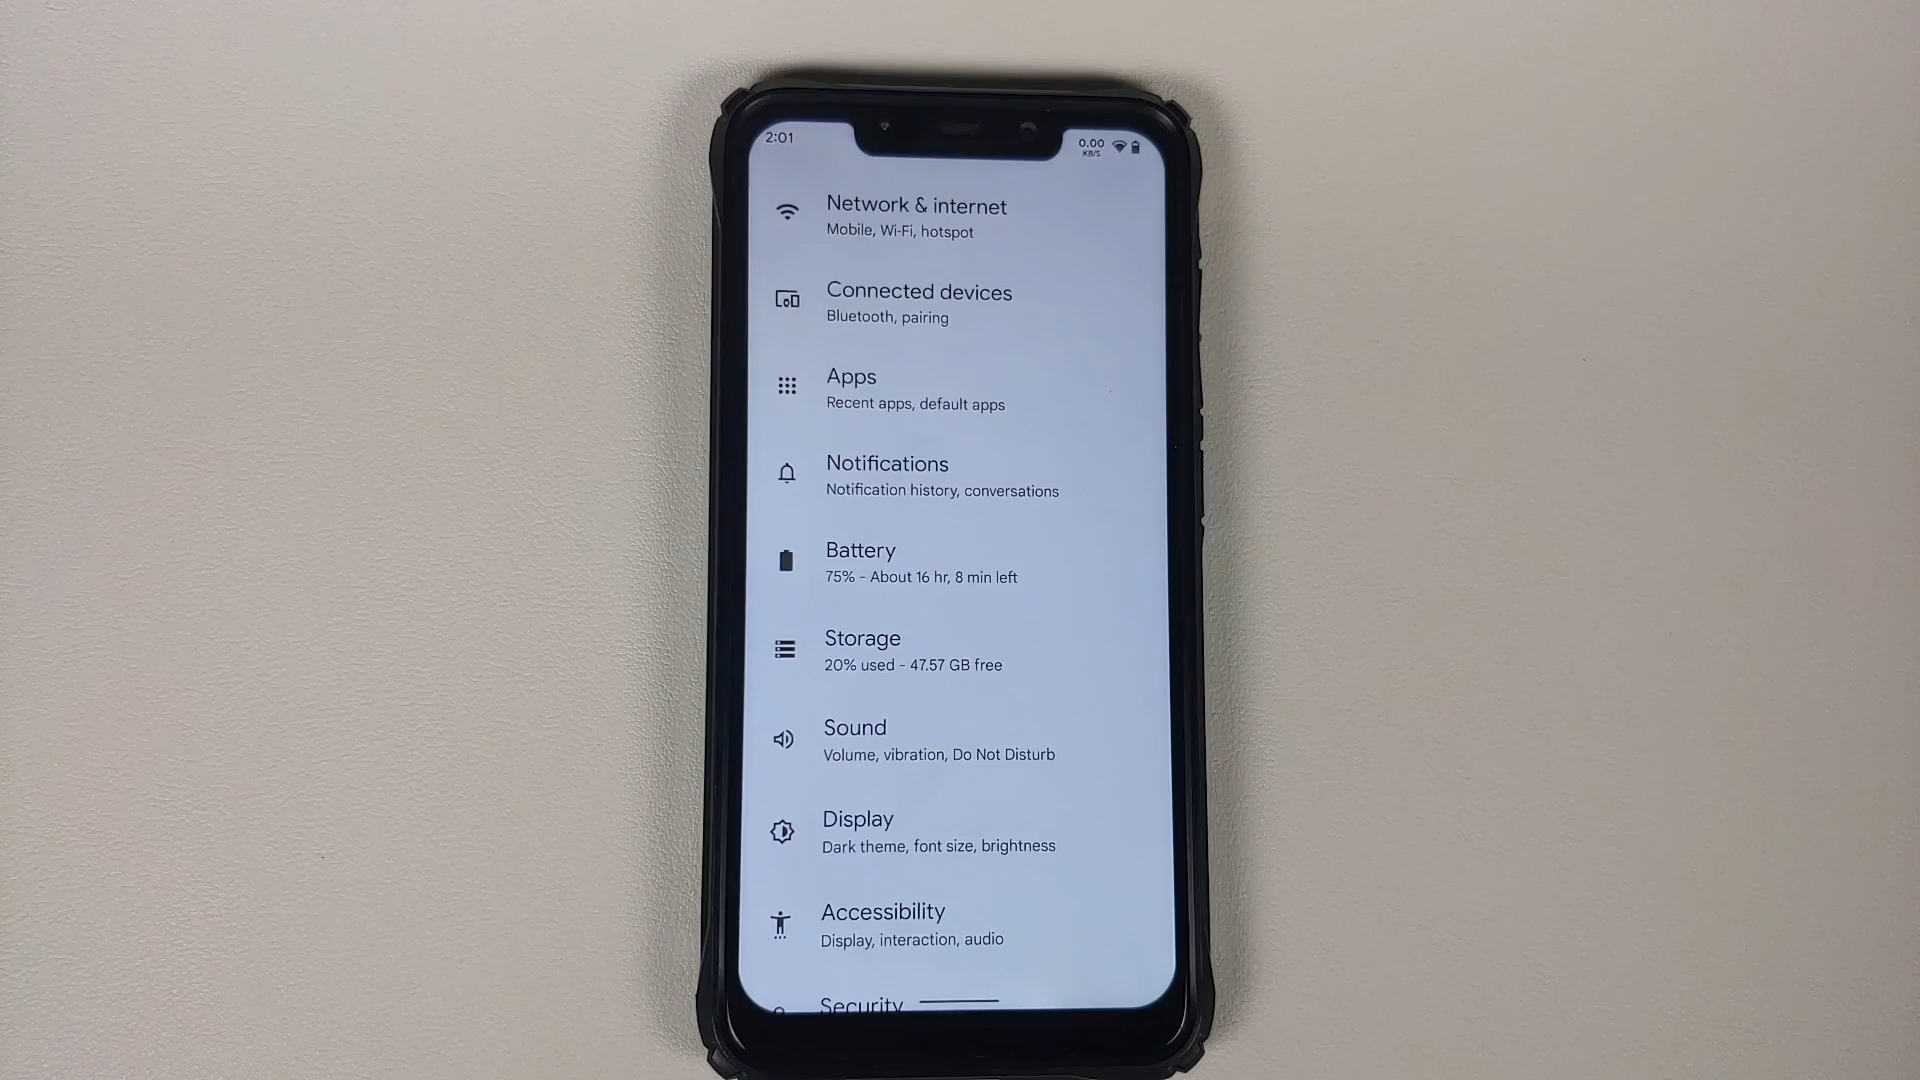 2:01
0.00
KB/S
Network & internet
Mobile, Wi-Fi, hotspot
Connected devices
Bluetooth, pairing
Apps
Recent apps, default apps
Notifications
Notification history, conversations
Battery
75% - About 16 hr, 8 min left
Storage
20% used - 47.57 GB free
Sound
Volume, vibration, Do Not Disturb
Display
Dark theme, font size, brightness
Accessibility
Display, interaction, audio
Security